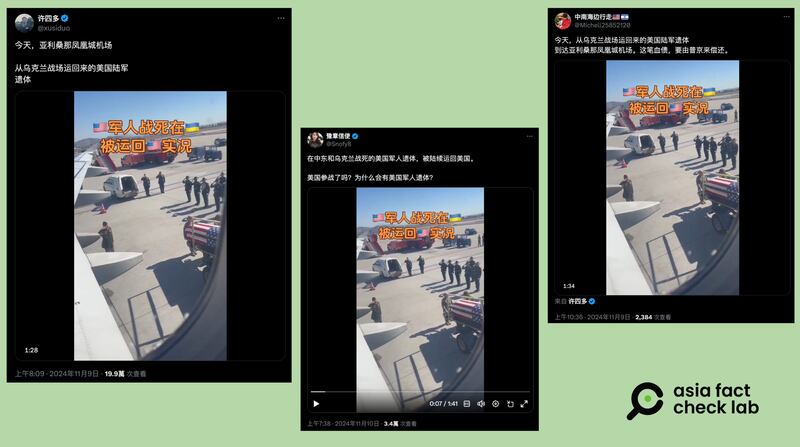 许四多
@xusiduo
今天，亚利桑那凤凰城机场
从乌克兰战场运回来的美国陆军
遗体
🇺🇸军人战死在🇺🇦
被运回🇺🇸实况
1:28
上午8:09 · 2024年11月9日 · 19.9萬 次查看
@Snofy8
在中东和乌克兰战死的美国军人遗体，被陆续运回美国。
美国参战了吗？为什么会有美国军人遗体？
🇺🇸军人战死在🇺🇦
被运回🇺🇸实况
0:07 / 1:41
上午7:38 · 2024年11月10日 · 3.4萬 次查看
中南海边行走
@Michell25852120
今天，从乌克兰战场运回来的美国陆军遗体
到达亚利桑那凤凰城机场。这笔血债，要由普京来偿还。
🇺🇸军人战死在🇺🇦
被运回🇺🇸实况
1:34
来自 许四多
上午10:36 · 2024年11月9日 · 2,384 次查看
asia fact
check lab